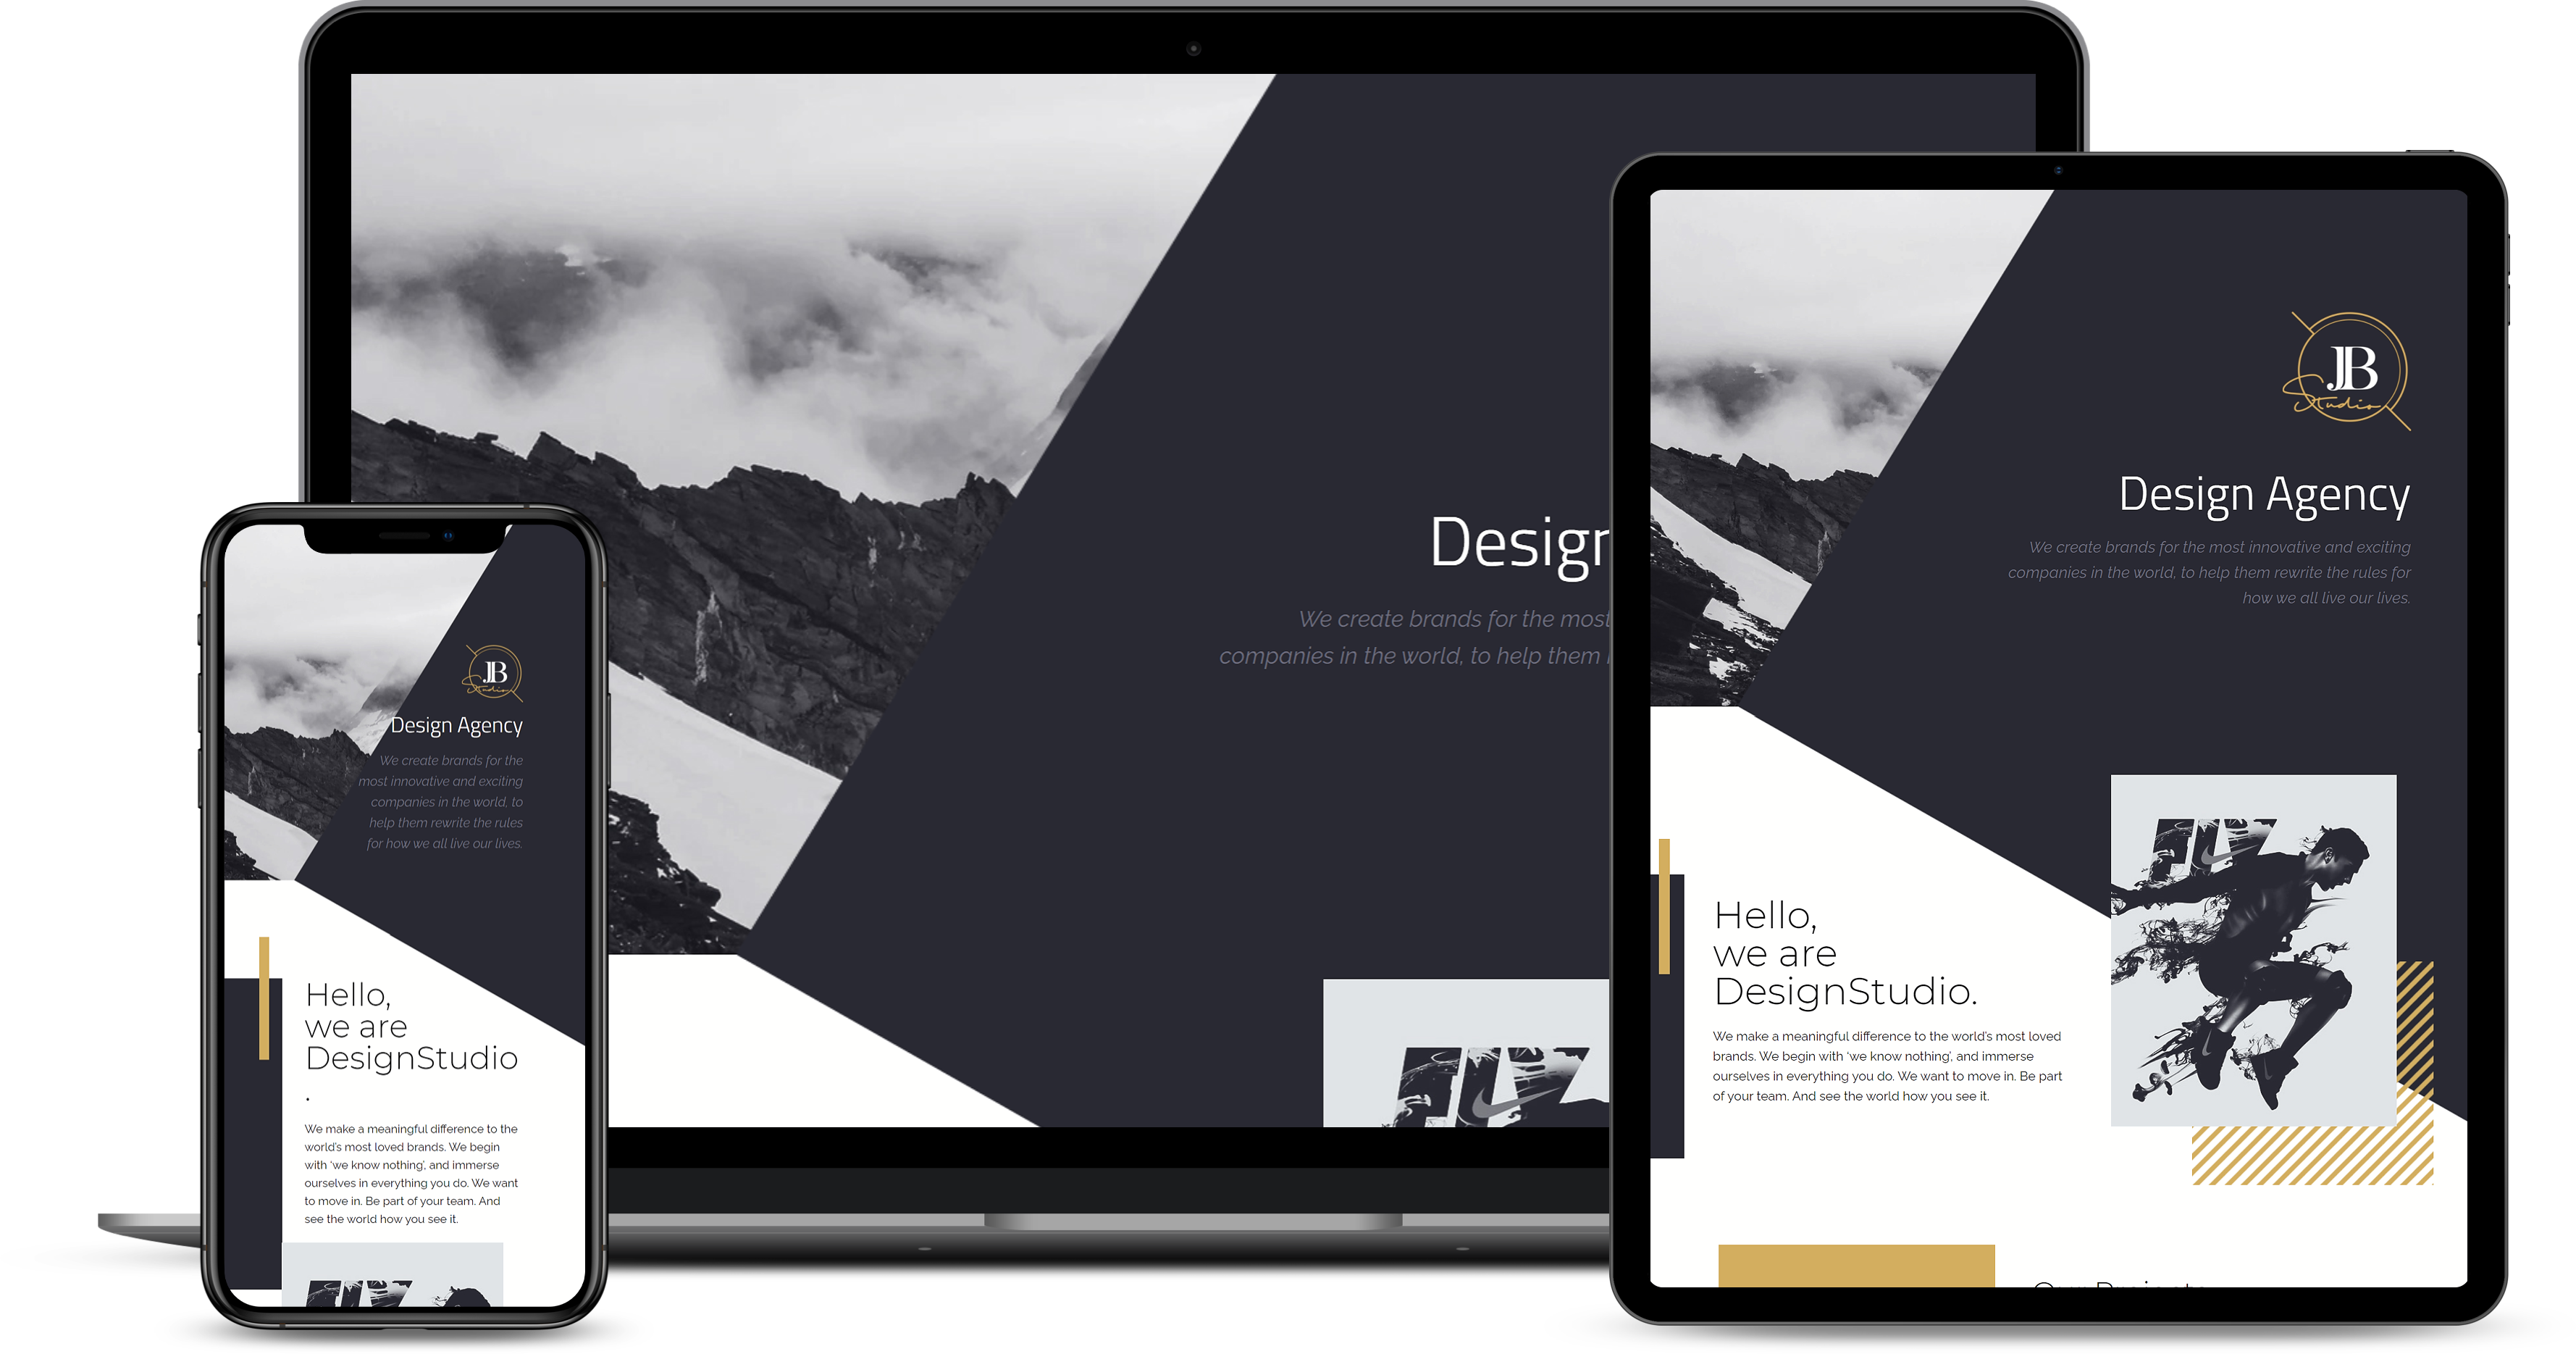 Design
We create brands for the most
companies in the world, to help them
JB
Studio
Design Agency
We create brands for the
most innovative and exciting
companies in the world, to
help them rewrite the rules
for how we all live our lives.
Hello,
we are
DesignStudio
.
We make a meaningful difference to the
world's most loved brands. We begin
with ‘we know nothing’, and immerse
ourselves in everything you do. We want
to move in. Be part of your team. And
see the world how you see it.
JB
Studio
Design Agency
We create brands for the most innovative and exciting
companies in the world, to help them rewrite the rules for
how we all live our lives.
Hello,
we are
DesignStudio.
We make a meaningful difference to the world's most loved
brands. We begin with ‘we know nothing’, and immerse
ourselves in everything you do. We want to move in. Be part
of your team. And see the world how you see it.